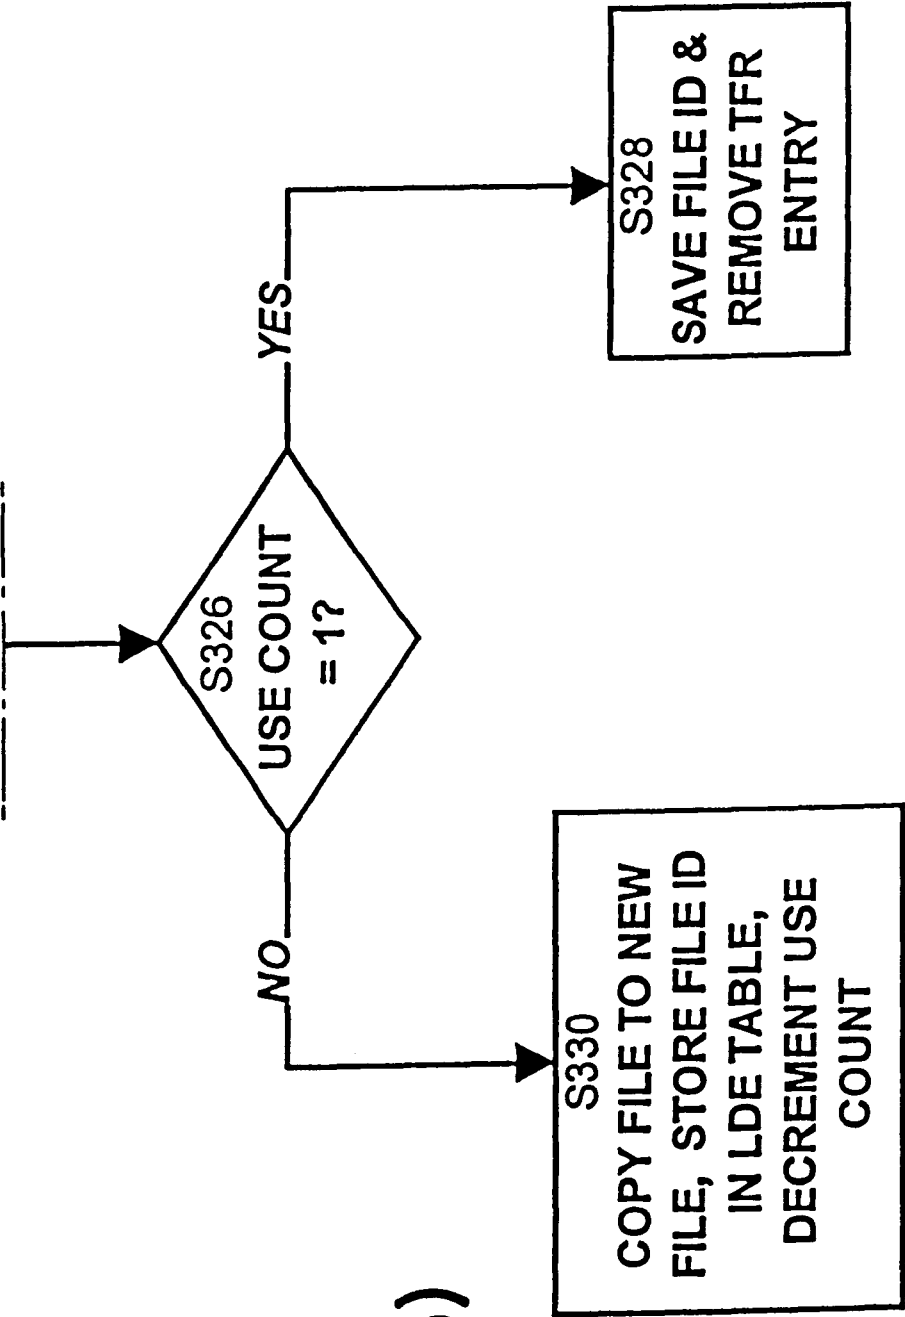 S326
USE COUNT
= 1?
NO
YES
S330
COPY FILE TO NEW
FILE, STORE FILE ID
IN LDE TABLE,
DECREMENT USE
COUNT
S328
SAVE FILE ID &
REMOVE TFR
ENTRY
)